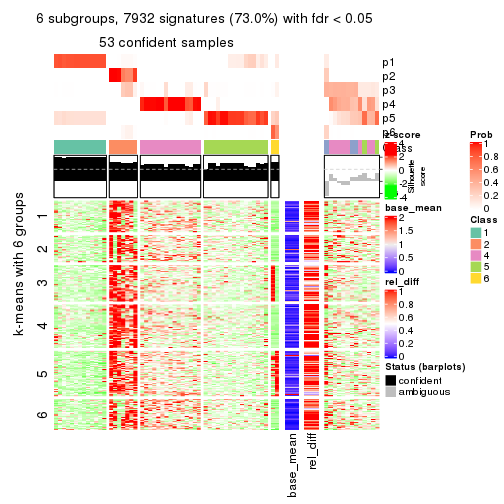 6 subgroups, 7932 signatures (73.0%) with fdr < 0.05
53 confident samples
p1
p2
p3
p4
p5
p6
Class
Silhouette
score
k-means with 6 groups
1
2
3
4
5
6
base_mean
rel_diff
z-score
4
2
0
-2
-4
base_mean
2
1.5
1
0.5
0
rel_diff
1
0.8
0.6
0.4
0.2
0
Status (barplots)
confident
ambiguous
Prob
1
0.8
0.6
0.4
0.2
0
Class
1
2
3
4
5
6